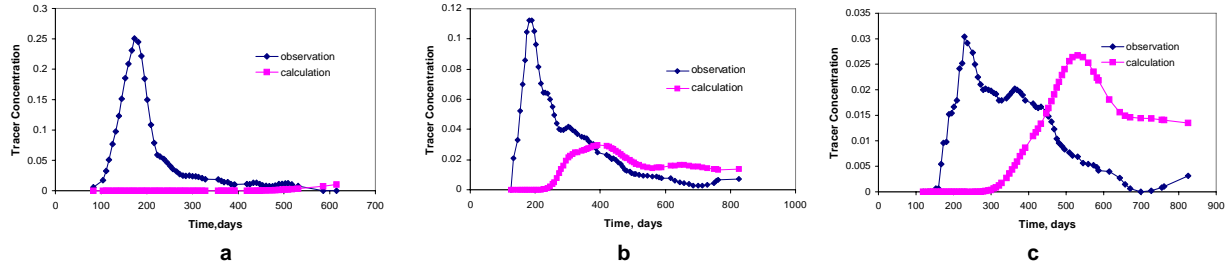 0.3
0.25
0.2
0.15
0.1
0.05
0
Tracer Concentration
observation
calculation
0 100 200 300 400 500 600 700
Time,days
a
0.12
0.1
0.08
0.06
0.04
0.02
0
Tracer Concentration
observation
calculation
0 200 400 600 800 1000
Time, days
b
0.035
0.03
0.025
0.02
0.015
0.01
0.005
0
Tracer Concentration
observation
calculation
0 100 200 300 400 500 600 700 800 900
Time, days
c